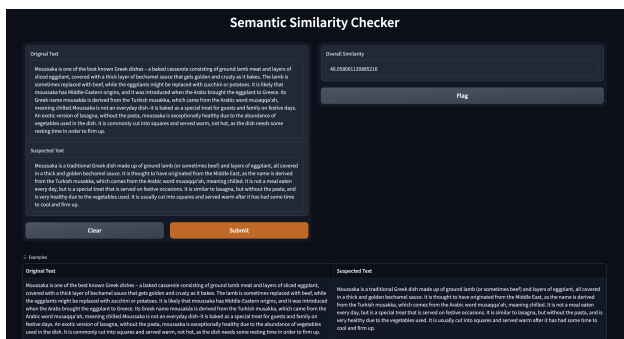 Semantic Similarity Checker
Original Text
Moussaka is one of the best known Greek dishes – a baked casserole consisting of ground lamb meat and layers of
sliced eggplant, covered with a thick layer of bechamel sauce that gets golden and crusty as it bakes. The lamb is
sometimes replaced with beef, while the eggplants might be replaced with zucchini or potatoes. It is likely that
moussaka has Middle-Eastern origins, and it was introduced when the Arabs brought the eggplant to Greece. Its
Greek name mousakás is derived from the Turkish musakka, which came from the Arabic word musaqqa'ah,
meaning chilled.Moussaka is not an everyday dish–it is baked as a special treat for guests and family on festive days.
An exotic version of lasagna, without the pasta, moussaka is exceptionally healthy due to the abundance of
vegetables used in the dish. It is commonly cut into squares and served warm, not hot, as the dish needs some
resting time in order to firm up.
Suspected Text
Moussaka is a traditional Greek dish made up of ground lamb (or sometimes beef) and layers of eggplant, all covered
in a thick and golden bechamel sauce. It is thought to have originated from the Middle East, as the name is derived
from the Turkish musakka, which comes from the Arabic word musaqqa'ah, meaning chilled. It is not a meal eaten
every day, but is a special treat that is served on festive occasions. It is similar to lasagna, but without the pasta, and
is very healthy due to the vegetables used. It is usually cut into squares and served warm after it has had some time
to cool and firm up.
Clear
Submit
Overall Similarity
46.058001120885216
Flag
Examples
Original Text
Moussaka is one of the best known Greek dishes – a baked casserole consisting of ground lamb meat and layers of sliced eggplant,
covered with a thick layer of bechamel sauce that gets golden and crusty as it bakes. The lamb is sometimes replaced with beef, while
the eggplants might be replaced with zucchini or potatoes. It is likely that moussaka has Middle-Eastern origins, and it was introduced
when the Arabs brought the eggplant to Greece. Its Greek name mousakás is derived from the Turkish musakka, which came from the
Arabic word musaqqa'ah, meaning chilled.Moussaka is not an everyday dish–it is baked as a special treat for guests and family on
festive days. An exotic version of lasagna, without the pasta, moussaka is exceptionally healthy due to the abundance of vegetables
used in the dish. It is commonly cut into squares and served warm, not hot, as the dish needs some resting time in order to firm up.
Suspected Text
Moussaka is a traditional Greek dish made up of ground lamb (or sometimes beef) and layers of eggplant, all covered
in a thick and golden bechamel sauce. It is thought to have originated from the Middle East, as the name is derived
from the Turkish musakka, which comes from the Arabic word musaqqa'ah, meaning chilled. It is not a meal eaten
every day, but is a special treat that is served on festive occasions. It is similar to lasagna, but without the pasta, and is
very healthy due to the vegetables used. It is usually cut into squares and served warm after it has had some time to
cool and firm up.